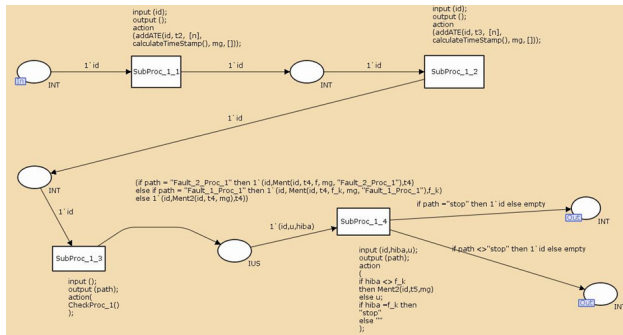 input (id);
output ();
action
(addATE(id, t2, [n],
calculateTimeStamp(), mg, []));
input (id);
output ();
action
(addATE(id, t3, [n],
calculateTimeStamp(), mg, []));
1`id
SubProc_1_1
1`id
1`id
SubProc_1_2
In
INT
INT
1`id
INT
(if path = "Fault_2_Proc_1" then 1`(id,Ment(id, t4, f, mg, "Fault_2_Proc_1"),t4)
else if path = "Fault_1_Proc_1" then 1`(id, Ment(id, t4, f_k, mg, "Fault_1_Proc_1"),f_k)
else 1`(id,Ment2(id, t4, mg),t4))
1`id
if path ="stop" then 1`id else empty
Out
INT
SubProc_1_4
1`(id,u,hiba)
SubProc_1_3
IUS
if path <>"stop" then 1`id else empty
input ();
output (path);
action(
CheckProc_1()
);
input (id,hiba,u);
output (path);
action
(
if hiba <> f_k
then Ment2(id,t5,mg)
else u;
if hiba =f_k then
"stop"
else ""
);
Out
INT